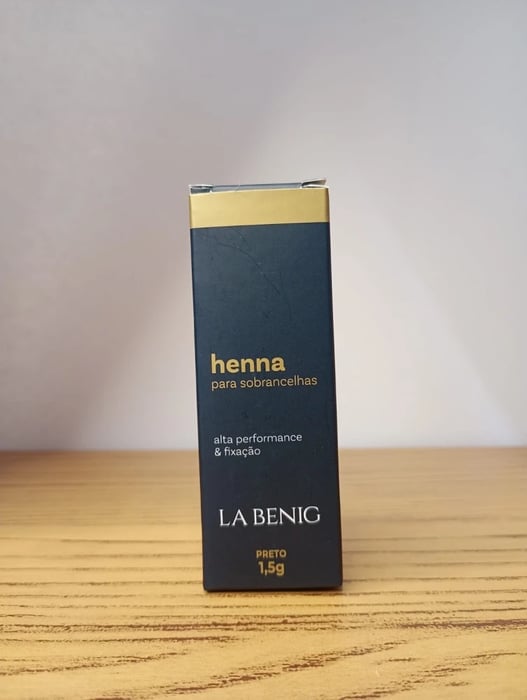 henna
para sobrancelhas
alta performance
& fixação
LA BENIG
PRETO
1,5g